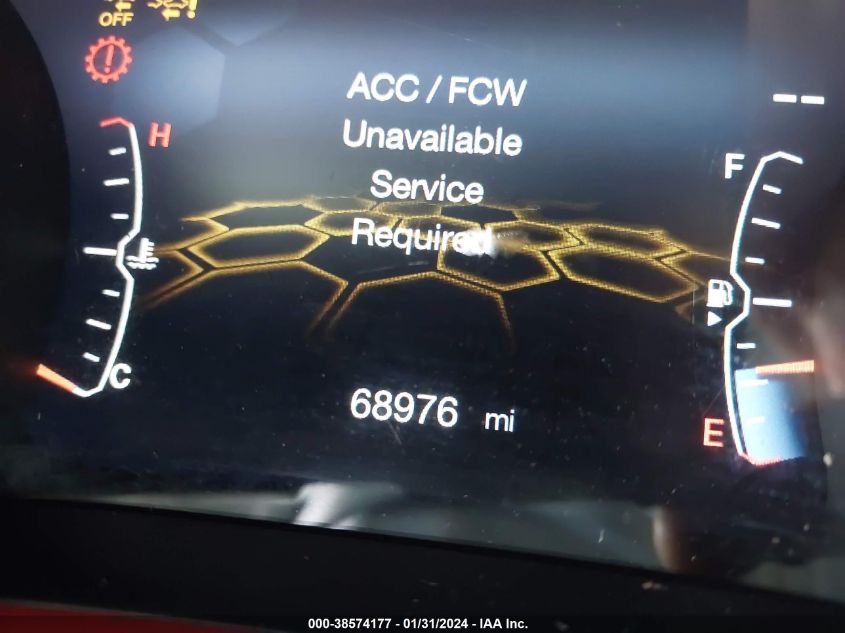 OFF
ACC / FCW
Unavailable
Service
Required
H
F
C
68976 mi
E
000-38574177 - 01/31/2024 - IAA Inc.